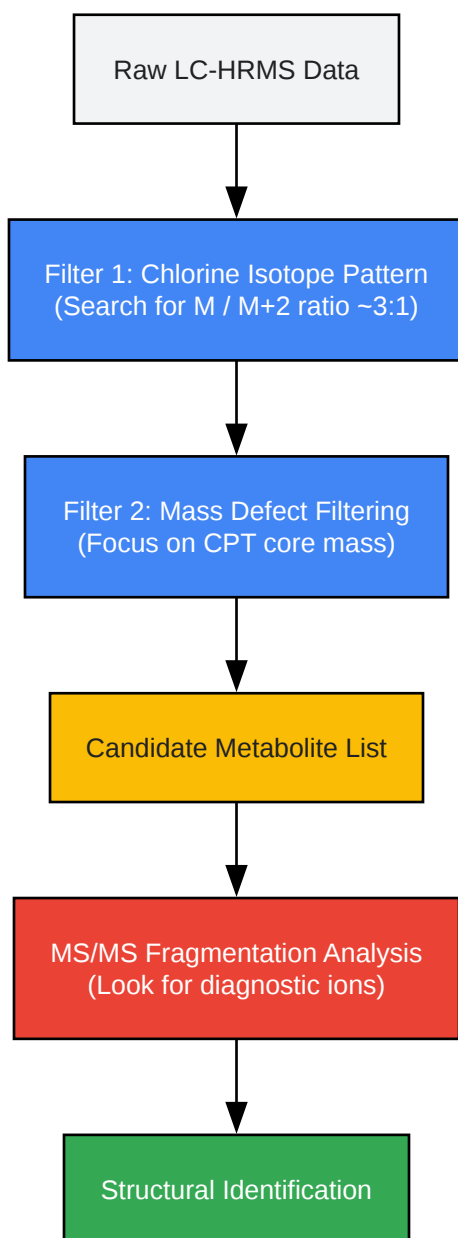 Raw LC-HRMS Data
Filter 1: Chlorine Isotope Pattern
(Search for M / M+2 ratio ~3:1)
Filter 2: Mass Defect Filtering
(Focus on CPT core mass)
Candidate Metabolite List
MS/MS Fragmentation Analysis
(Look for diagnostic ions)
Structural Identification